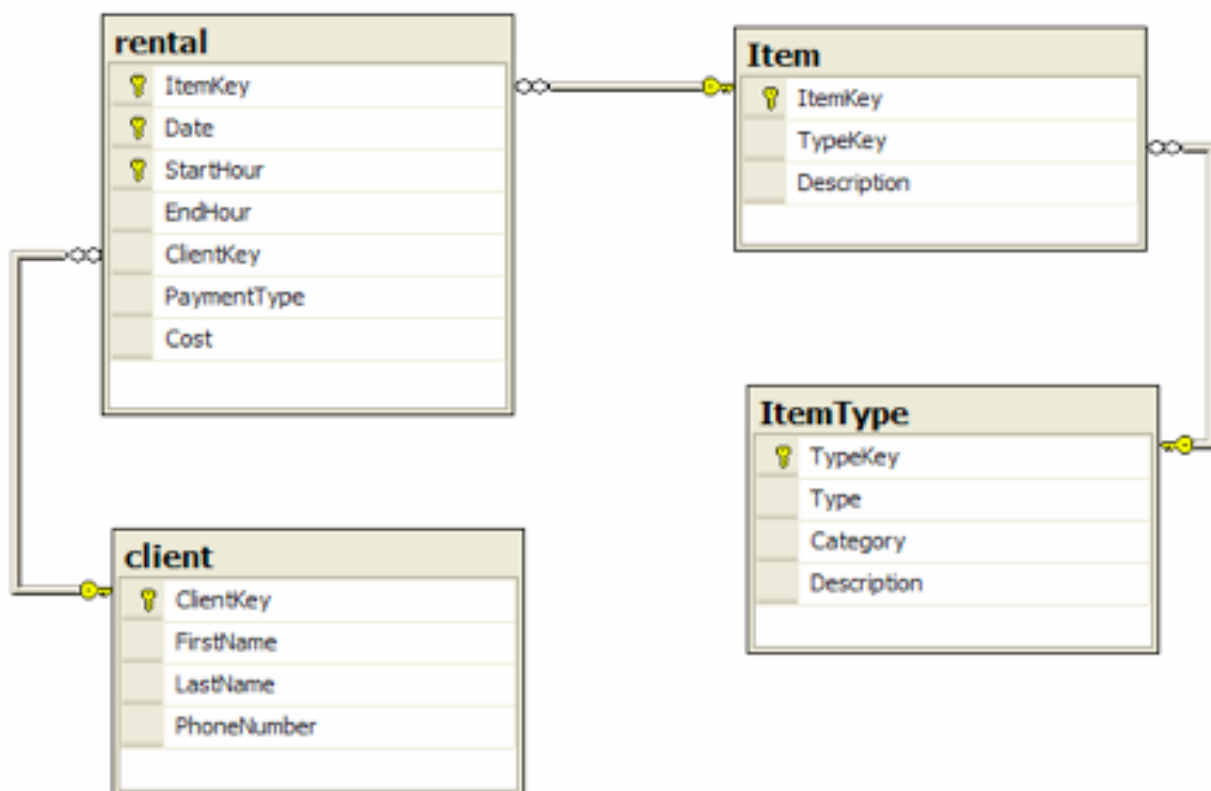 rental
ItemKey
Date
StartHour
EndHour
ClientKey
PaymentType
Cost
Item
ItemKey
TypeKey
Description
ItemType
TypeKey
Type
Category
Description
client
ClientKey
FirstName
LastName
PhoneNumber